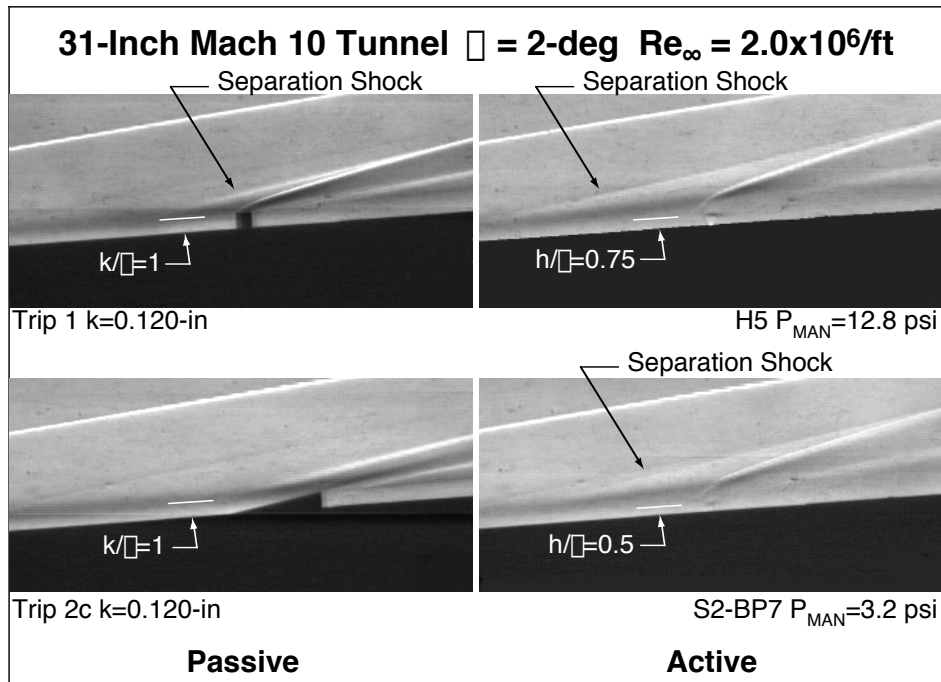 31-Inch Mach 10 Tunnel ▯ = 2-deg Re∞ = 2.0x10⁶/ft
Separation Shock
Separation Shock
k/▯=1
h/▯=0.75
Trip 1 k=0.120-in
H5 P_MAN=12.8 psi
Separation Shock
k/▯=1
h/▯=0.5
Trip 2c k=0.120-in
S2-BP7 P_MAN=3.2 psi
Passive
Active